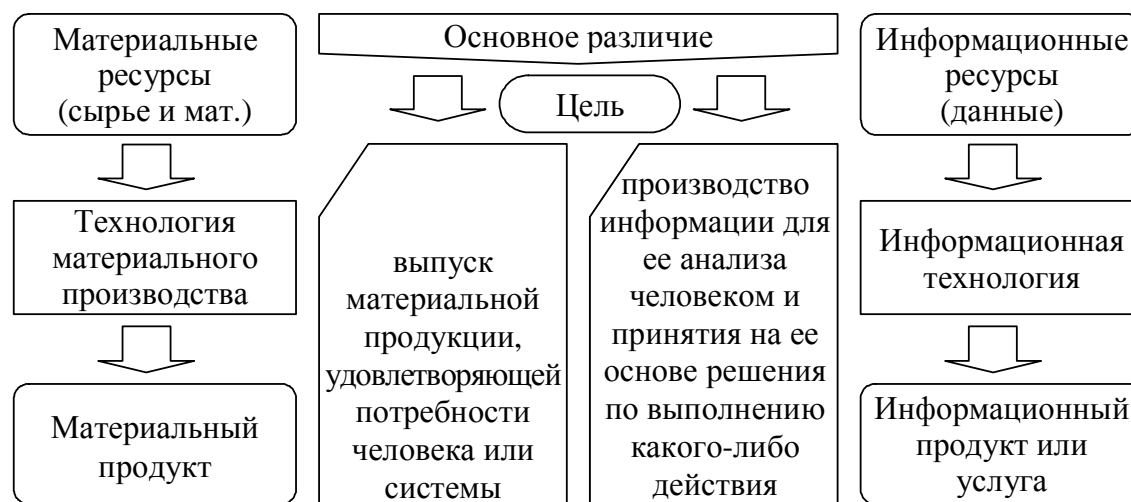 Материальные
ресурсы
(сырье и мат.)
Технология
материального
производства
Материальный
продукт
Основное различие
Цель
выпуск
материальной
продукции,
удовлетворяющей
потребности
человека или
системы
производство
информации для
ее анализа
человеком и
принятия на ее
основе решения
по выполнению
какого-либо
действия
Информационные
ресурсы
(данные)
Информационная
технология
Информационный
продукт или
услуга